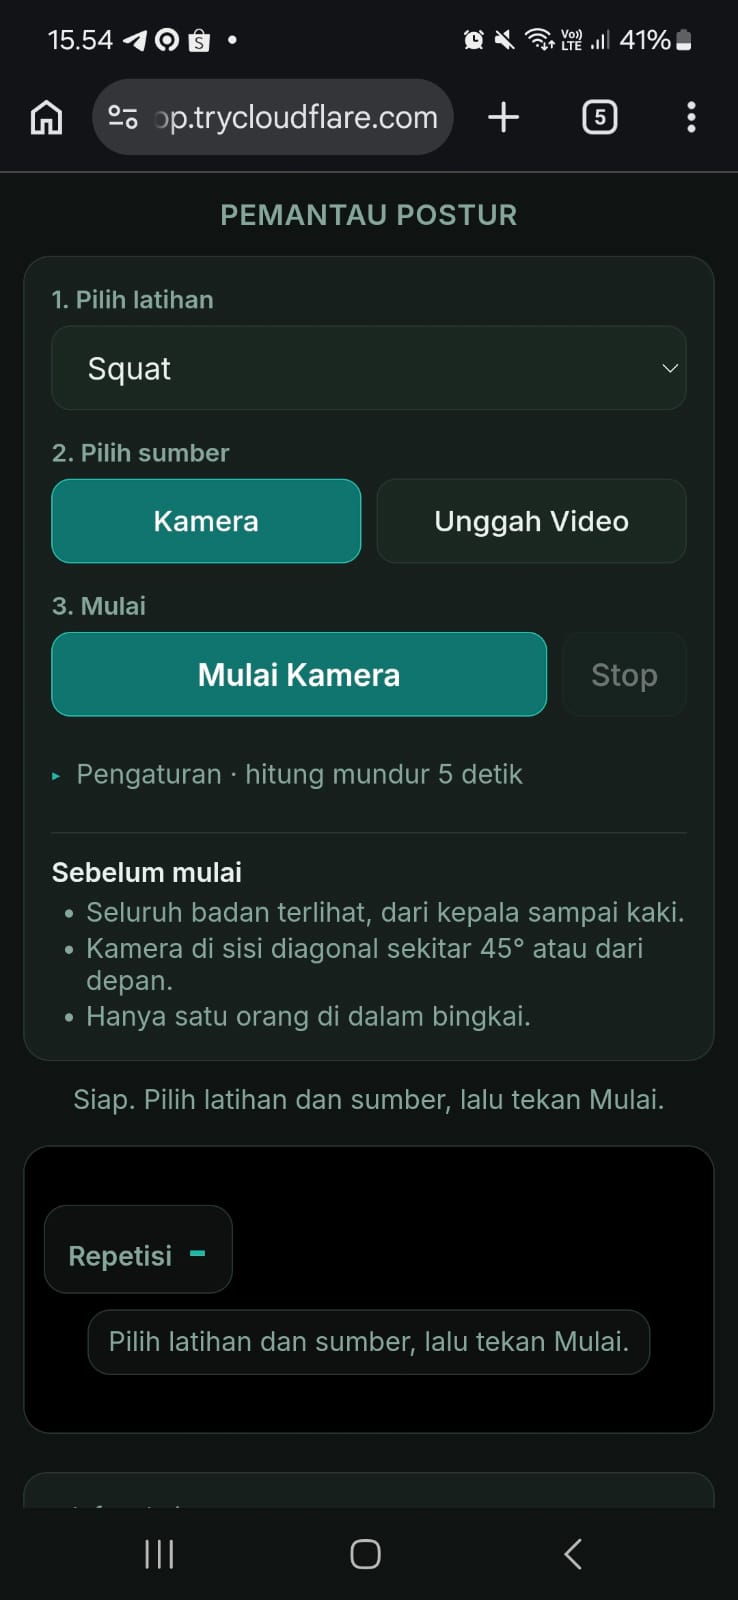 15.54
Vo))
LTE
41%
op.trycloudflare.com
5
PEMANTAU POSTUR
1. Pilih latihan
Squat
2. Pilih sumber
Kamera
Unggah Video
3. Mulai
Mulai Kamera
Stop
Pengaturan · hitung mundur 5 detik
Sebelum mulai
• Seluruh badan terlihat, dari kepala sampai kaki.
• Kamera di sisi diagonal sekitar 45° atau dari
depan.
• Hanya satu orang di dalam bingkai.
Siap. Pilih latihan dan sumber, lalu tekan Mulai.
Repetisi -
Pilih latihan dan sumber, lalu tekan Mulai.